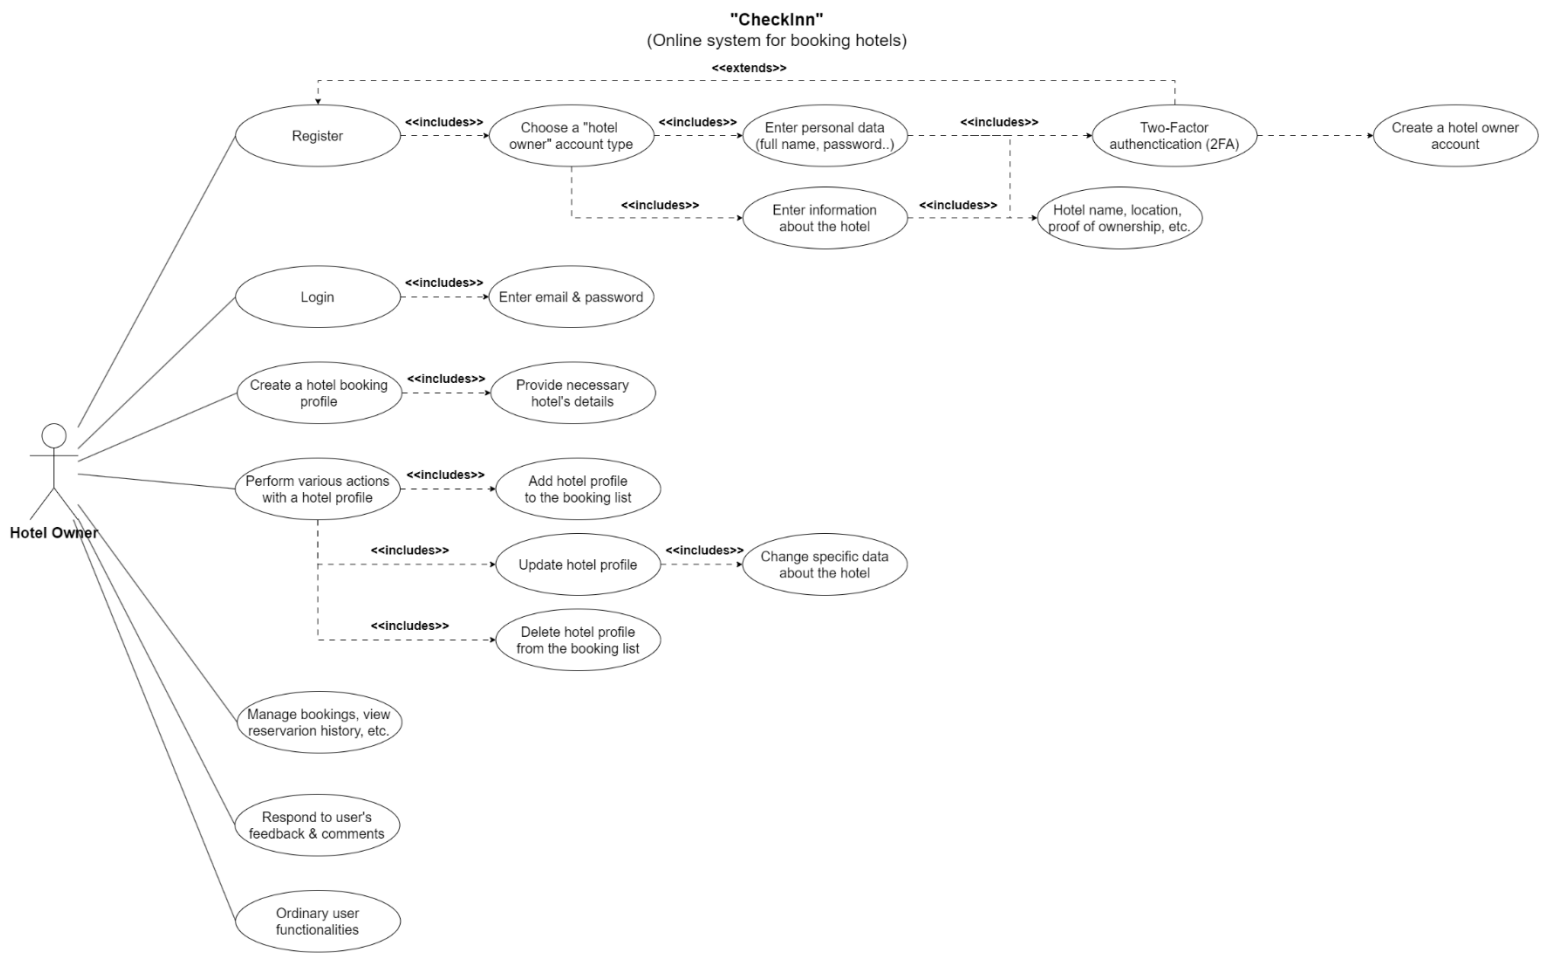 "CheckInn"
(Online system for booking hotels)
<<extends>>
Register
<<includes>>
Choose a "hotel
owner" account type
<<includes>>
Enter personal data
(full name, password..)
<<includes>>
Two-Factor
authenctication (2FA)
Create a hotel owner
account
<<includes>>
Enter information
about the hotel
<<includes>>
Hotel name, location,
proof of ownership, etc.
Login
<<includes>>
Enter email & password
Create a hotel booking
profile
<<includes>>
Provide necessary
hotel's details
Hotel Owner
Perform various actions
with a hotel profile
<<includes>>
Add hotel profile
to the booking list
<<includes>>
Update hotel profile
<<includes>>
Change specific data
about the hotel
<<includes>>
Delete hotel profile
from the booking list
Manage bookings, view
reservarion history, etc.
Respond to user's
feedback & comments
Ordinary user
functionalities